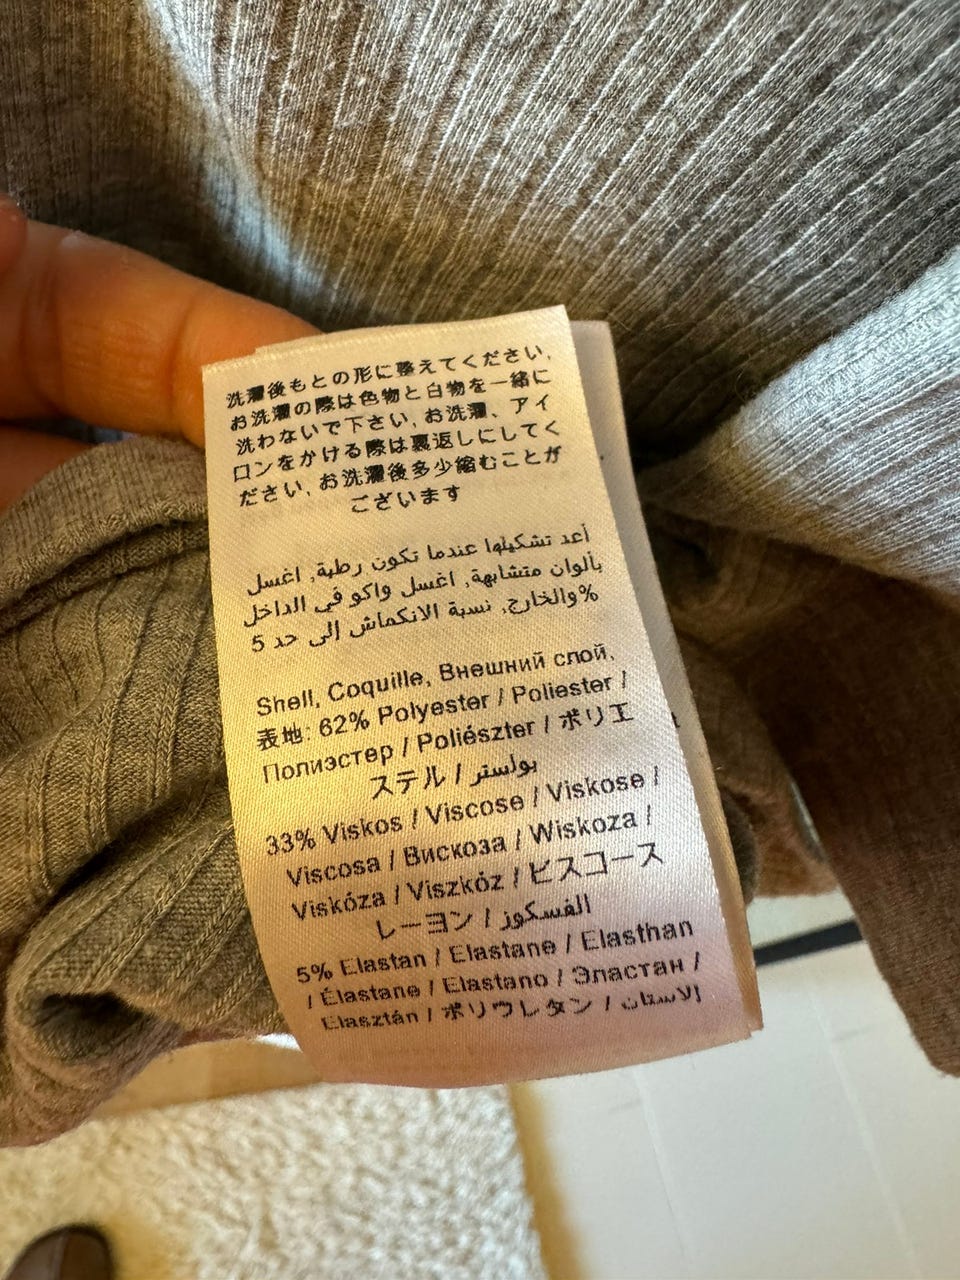 洗濯後もとの形に整えてください,
お洗濯の際は色物と白物を一緒に
洗わないで下さい, お洗濯、アイ
ロンをかける際は裏返しにしてく
ださい, お洗濯後多少縮むことが
ございます
أعد تشكيلها عندما تكون رطبة, اغسل
بألوان متشابهة, اغسل واكو في الداخل
%والخارج, نسبة الانكماش إلى حد 5
Shell, Coquille, Внешний слой,
表地: 62% Polyester / Poliester /
Полиэстер / Poliészter / ポリエ
ステル / بولستر
33% Viskos / Viscose / Viskose /
Viscosa / Вискоза / Wiskoza /
Viskóza / Viszkóz / ビスコース
レーヨン / الفسكوز
5% Elastan / Elastane / Elasthan
/ Élastane / Elastano / Эластан /
Elasztán / ポリウレタン / الاستان